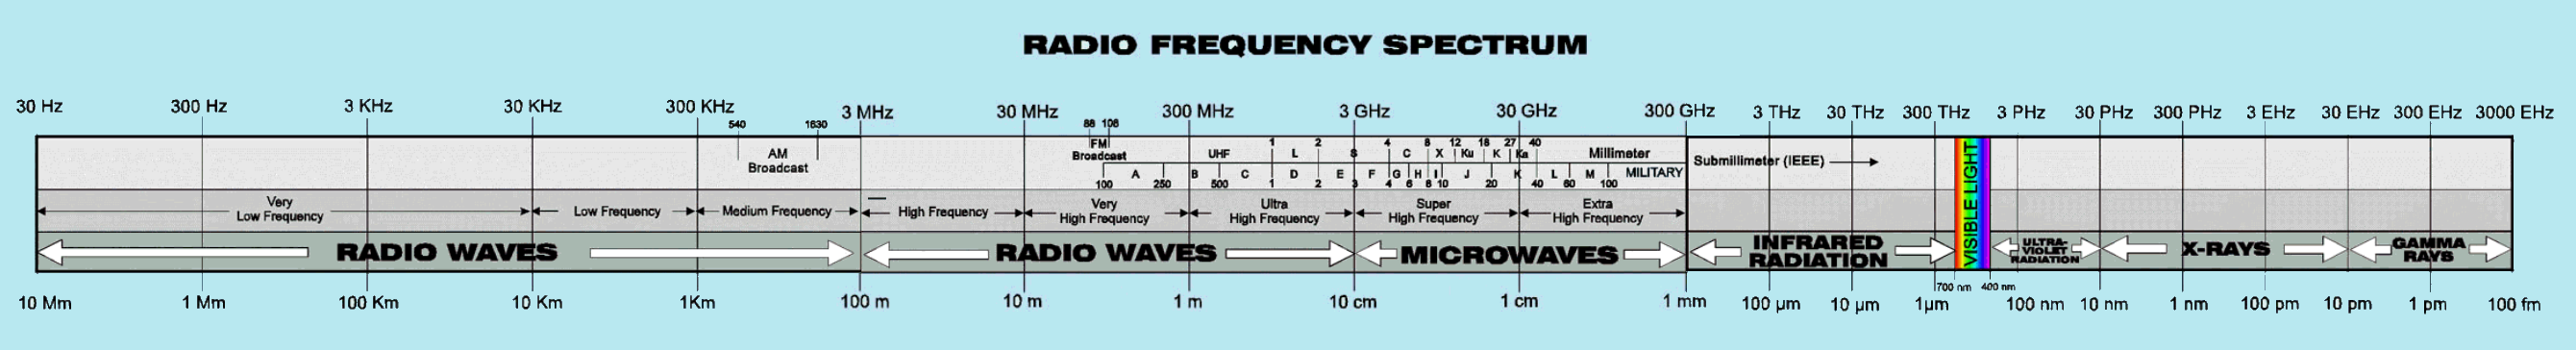 RADIO FREQUENCY SPECTRUM
30 Hz 300 Hz 3 KHz 30 KHz 300 KHz 3 MHz 30 MHz 300 MHz 3 GHz 30 GHz 300 GHz 3 THz 30 THz 300 THz 3 PHz 30 PHz 300 PHz 3 EHz 30 EHz 300 EHz 3000 EHz
540 1630 88 108
1 2 4 8 12 18 27 40
AM
Broadcast
FM
Broadcast
UHF L S C X Ku K Ka Millimeter
Submillimeter (IEEE)
A B C D E F G H I J K L M MILITARY
100 250 500 1 2 3 4 6 8 10 20 40 60 100
Very
Low Frequency
Low Frequency
Medium Frequency
High Frequency
Very
High Frequency
Ultra
High Frequency
Super
High Frequency
Extra
High Frequency
RADIO WAVES
RADIO WAVES
MICROWAVES
INFRARED
RADIATION
VISIBLE LIGHT
ULTRA-
VIOLET
RADIATION
X-RAYS
GAMMA
RAYS
700 nm 400 nm
10 Mm 1 Mm 100 Km 10 Km 1Km 100 m 10 m 1 m 10 cm 1 cm 1 mm 100 µm 10 µm 1µm 100 nm 10 nm 1 nm 100 pm 10 pm 1 pm 100 fm